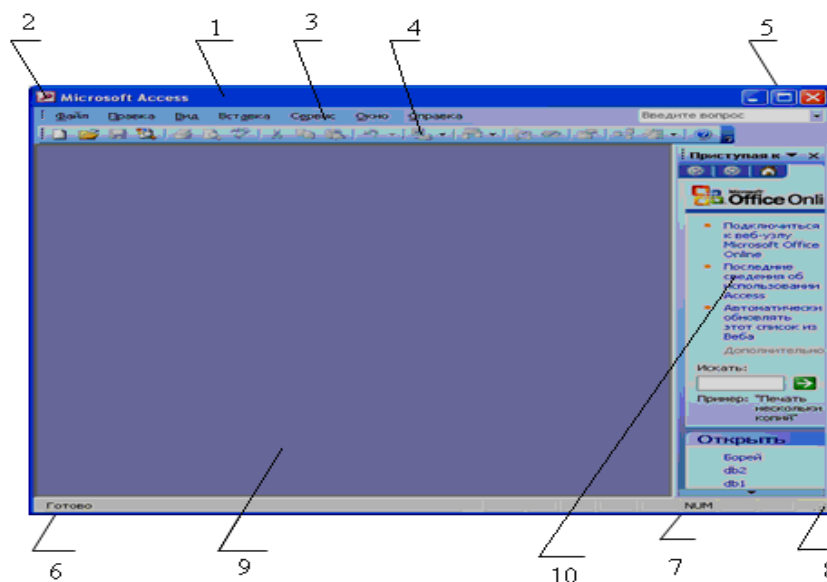 2
1
3
4
5
Microsoft Access
Файл Правка Вид Вставка Сервис Окно Справка
Введите вопрос
Приступая к
Microsoft
Office Onli
Подключиться
к веб-узлу
Microsoft Office
Online
Последние
сведения об
использовании
Access
Автоматически
обновлять
этот список из
Веба
Дополнительно
Искать:
Пример: "Печать
нескольки
копий"
Открыть
Борей
db2
db1
Готово
NUM
6
9
10
7
8